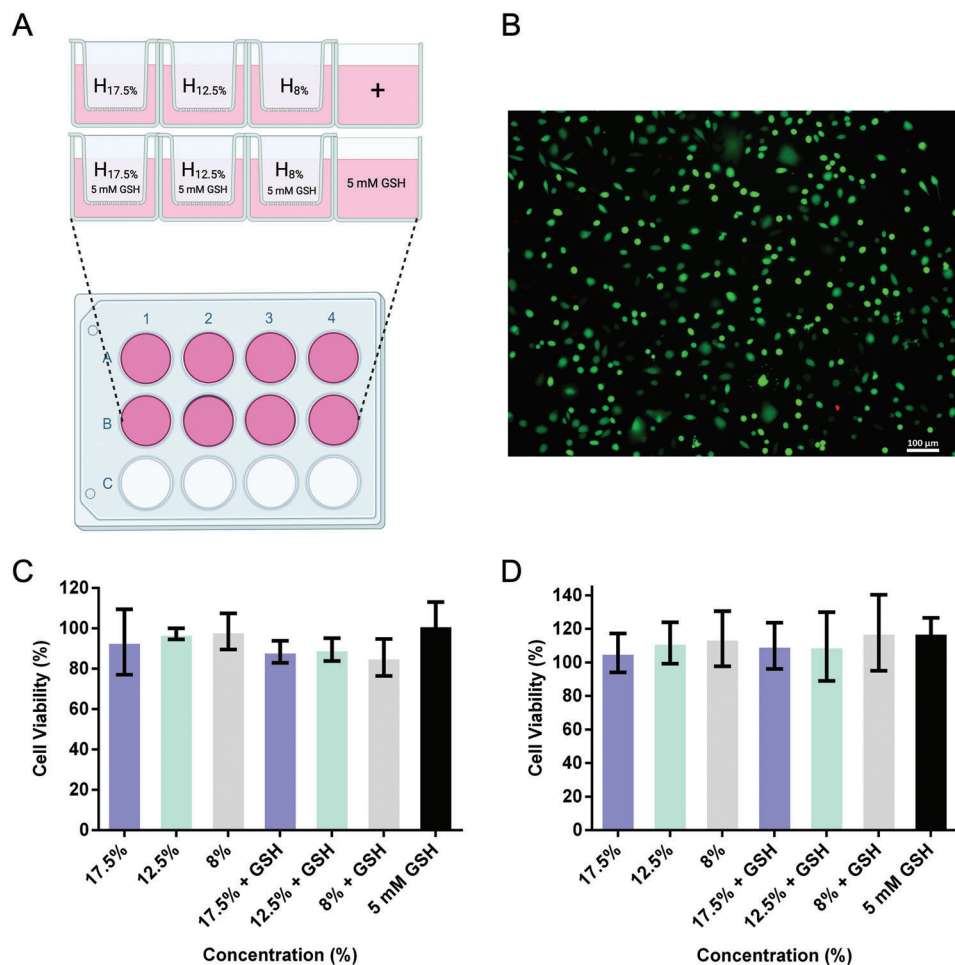 A
H17.5% H12.5% H8% +
H17.5% H12.5% H8% 5 mM GSH
5 mM GSH 5 mM GSH 5 mM GSH
1 2 3 4
A
B
C
B
100 µm
C
Cell Viability (%)
120
100
80
60
40
20
0
17.5% 12.5% 8% 17.5% + GSH 12.5% + GSH 8% + GSH 5 mM GSH
Concentration (%)
D
Cell Viability (%)
140
120
100
80
60
40
20
0
17.5% 12.5% 8% 17.5% + GSH 12.5% + GSH 8% + GSH 5 mM GSH
Concentration (%)